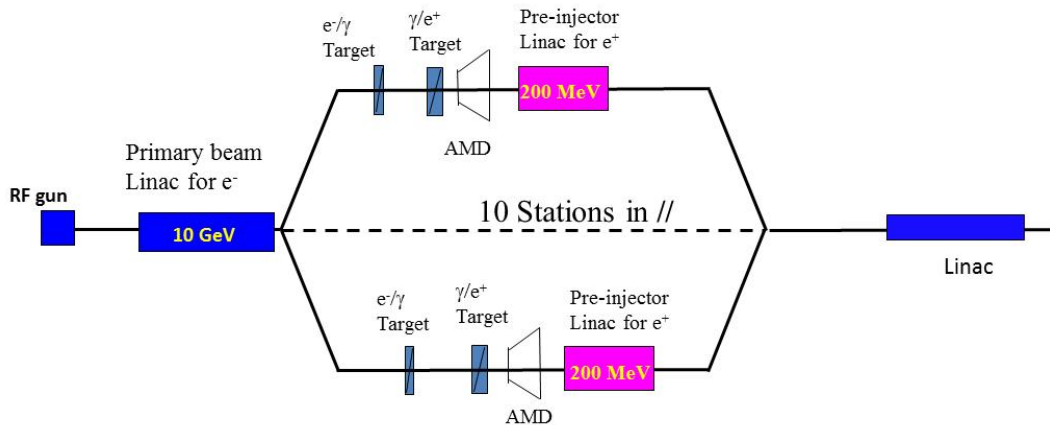 e⁻/γ
Target
γ/e⁺
Target
Pre-injector
Linac for e⁺
200 MeV
AMD
Primary beam
Linac for e⁻
RF gun
10 GeV
10 Stations in //
Linac
e⁻/γ
Target
γ/e⁺
Target
Pre-injector
Linac for e⁺
200 MeV
AMD